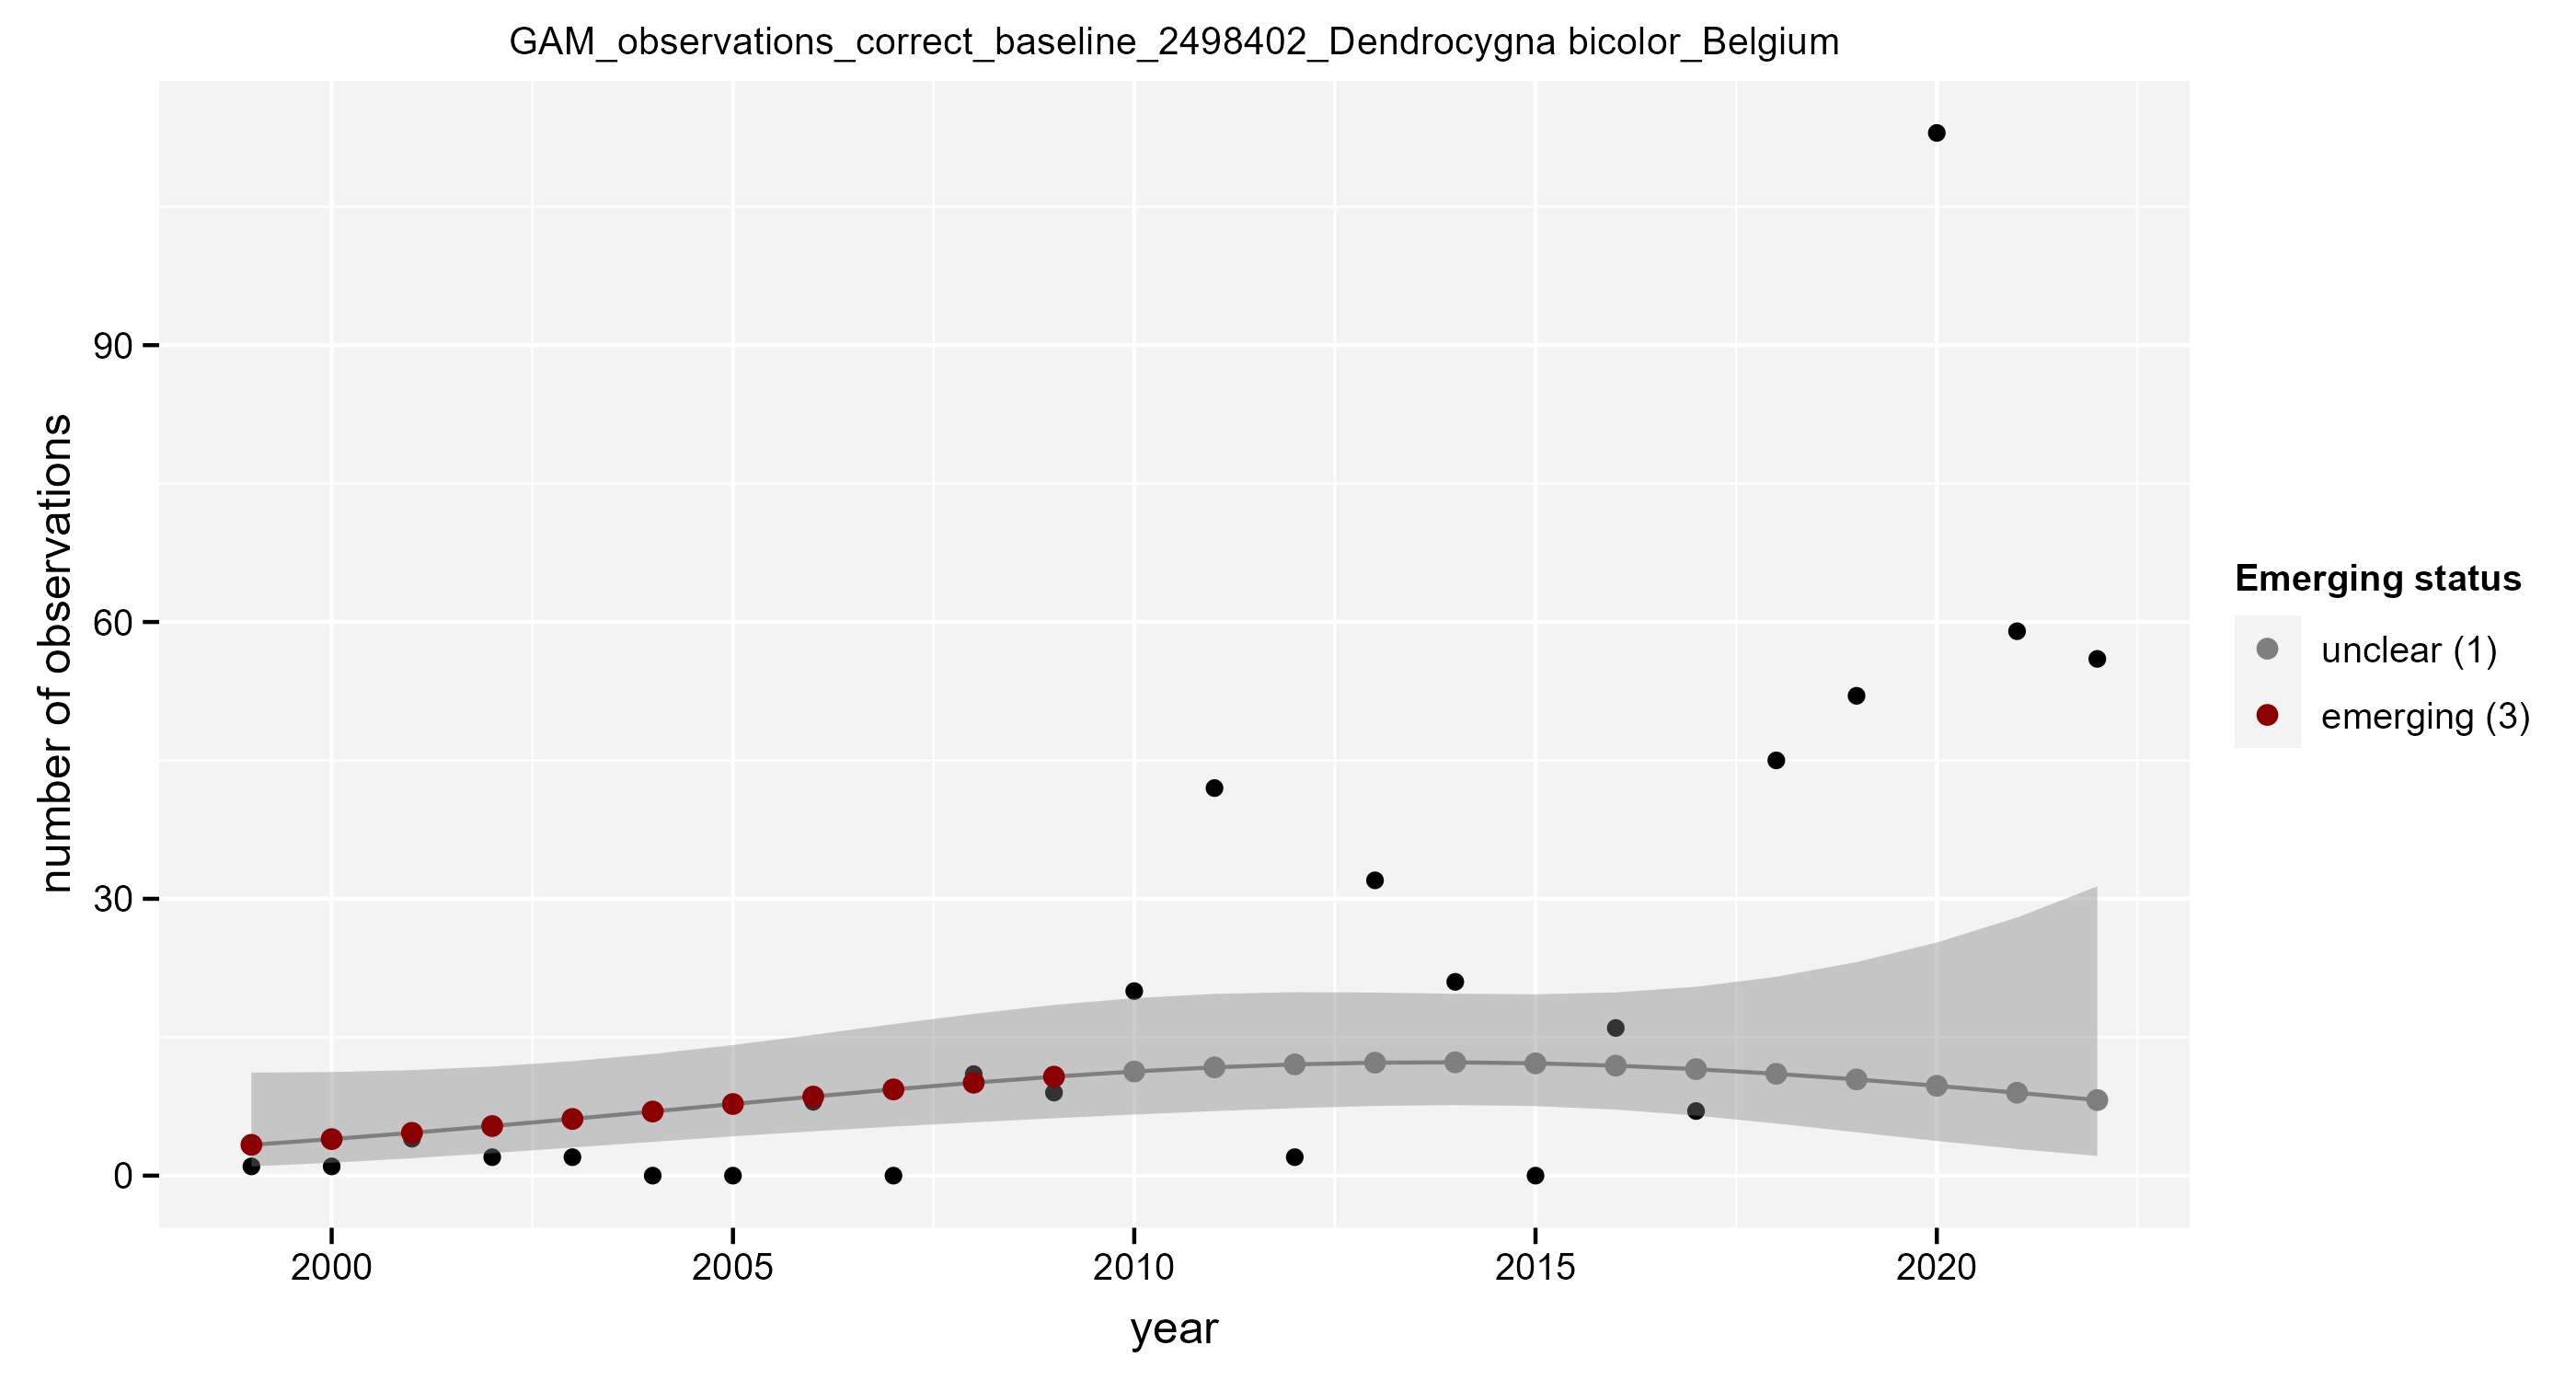 GAM_observations_correct_baseline_2498402_Dendrocygna bicolor_Belgium
number of observations
90
60
30
0
2000 2005 2010 2015 2020
year
Emerging status
unclear (1)
emerging (3)